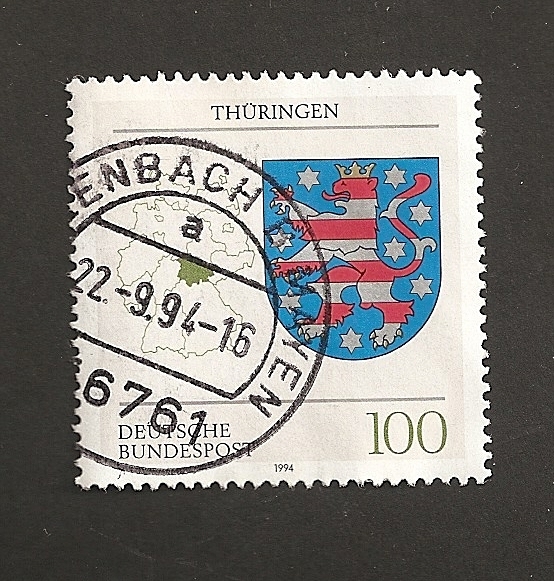 THÜRINGEN
ENBACH
a
22.-9.94-16
6761
DEUTSCHE
BUNDESPOST
100
1994